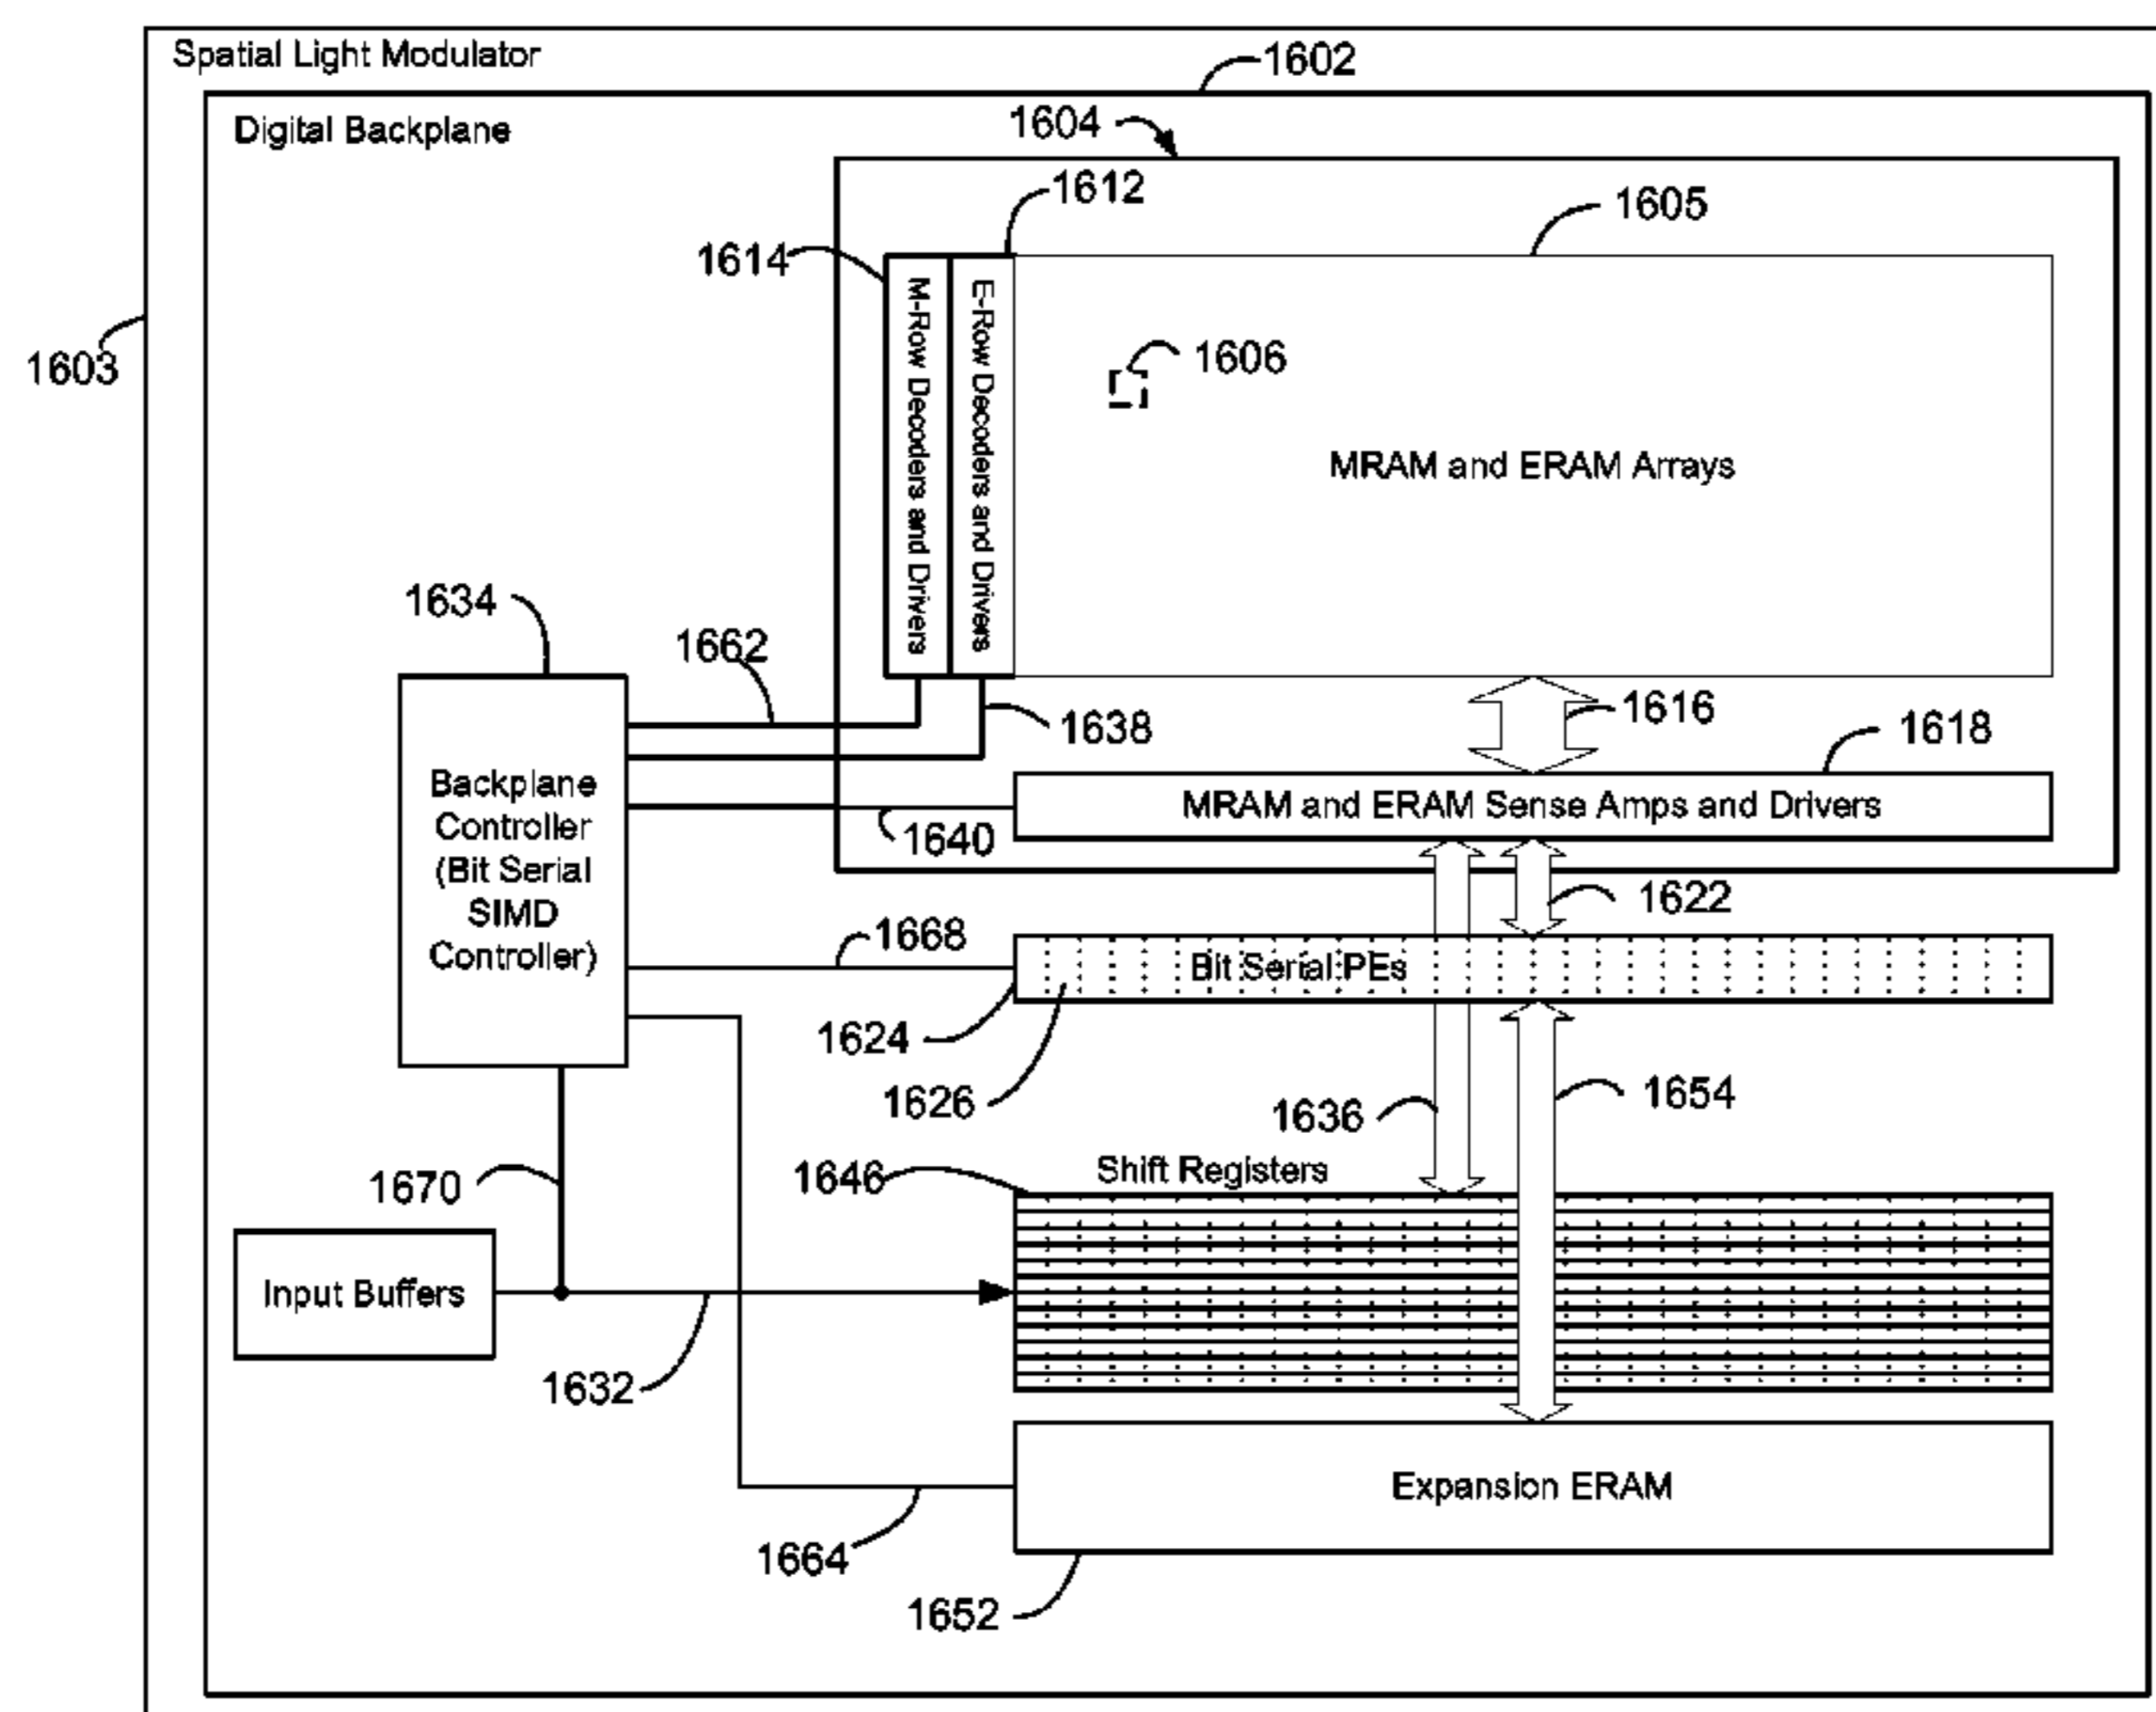 Spatial Light Modulator
1602
Digital Backplane
1604
1612
1605
1614
M-Row Decoders and Drivers
E-Row Decoders and Drivers
1606
1603
MRAM and ERAM Arrays
1634
1662
1638
1616
1618
Backplane
Controller
(Bit Serial
SIMD
Controller)
MRAM and ERAM Sense Amps and Drivers
1640
1622
1668
Bit Serial PEs
1624
1626
1636
1654
1670
1646
Shift Registers
Input Buffers
1632
Expansion ERAM
1664
1652